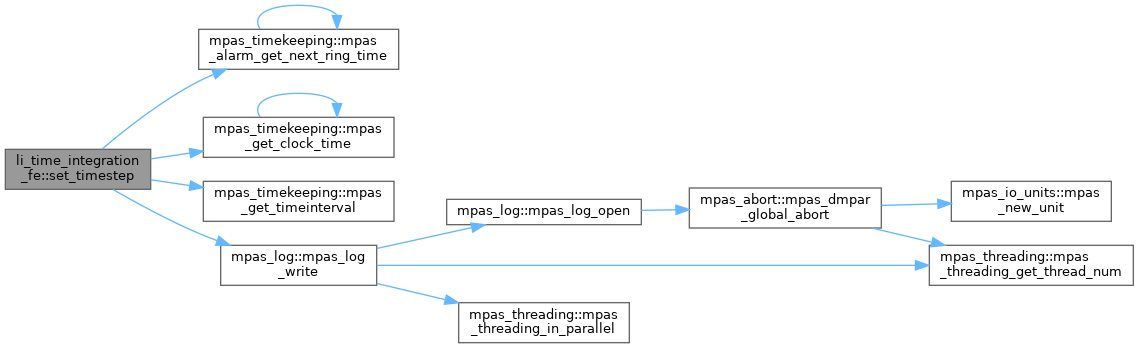 mpas_timekeeping::mpas
_alarm_get_next_ring_time
mpas_timekeeping::mpas
_get_clock_time
li_time_integration
_fe::set_timestep
mpas_timekeeping::mpas
_get_timeinterval
mpas_log::mpas_log
_write
mpas_log::mpas_log_open
mpas_threading::mpas
_threading_in_parallel
mpas_abort::mpas_dmpar
_global_abort
mpas_io_units::mpas
_new_unit
mpas_threading::mpas
_threading_get_thread_num